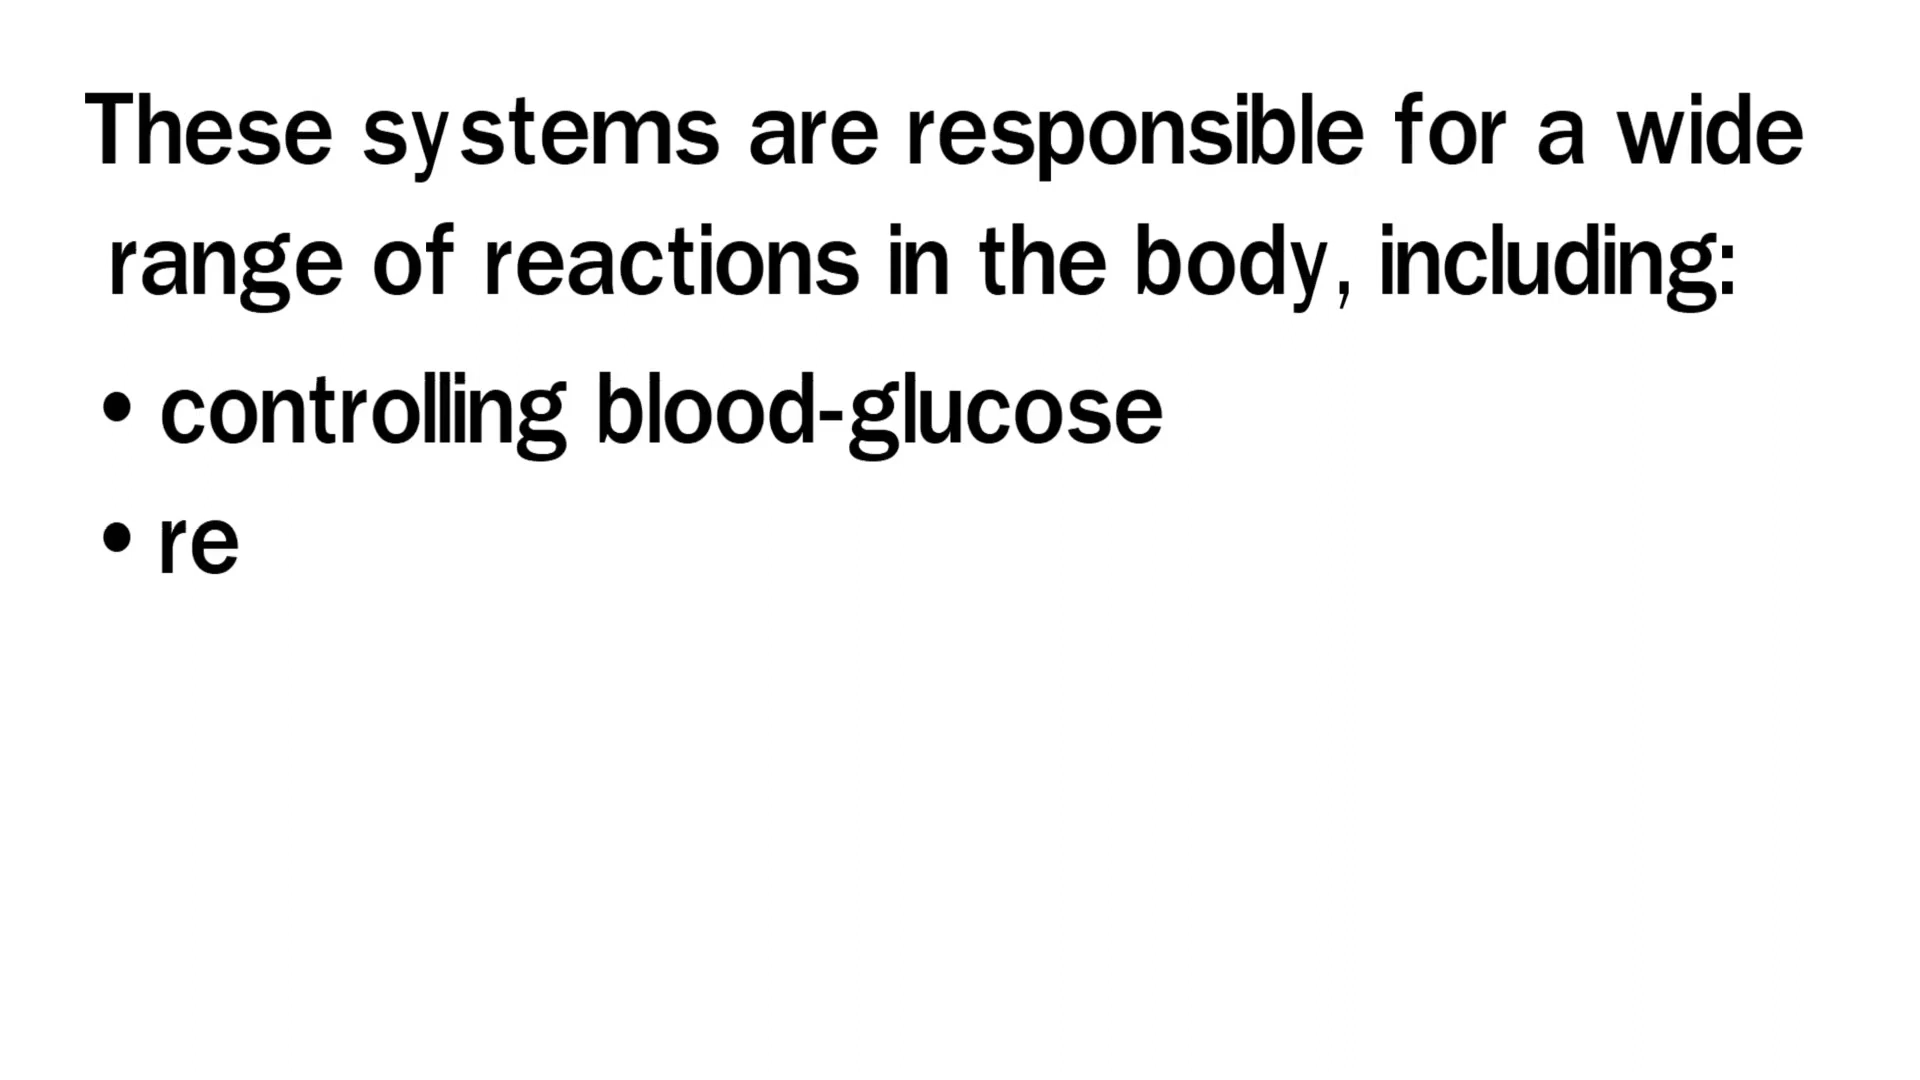 These systems are responsible for a wide
range of reactions in the body, including:
• controlling blood-glucose
• re